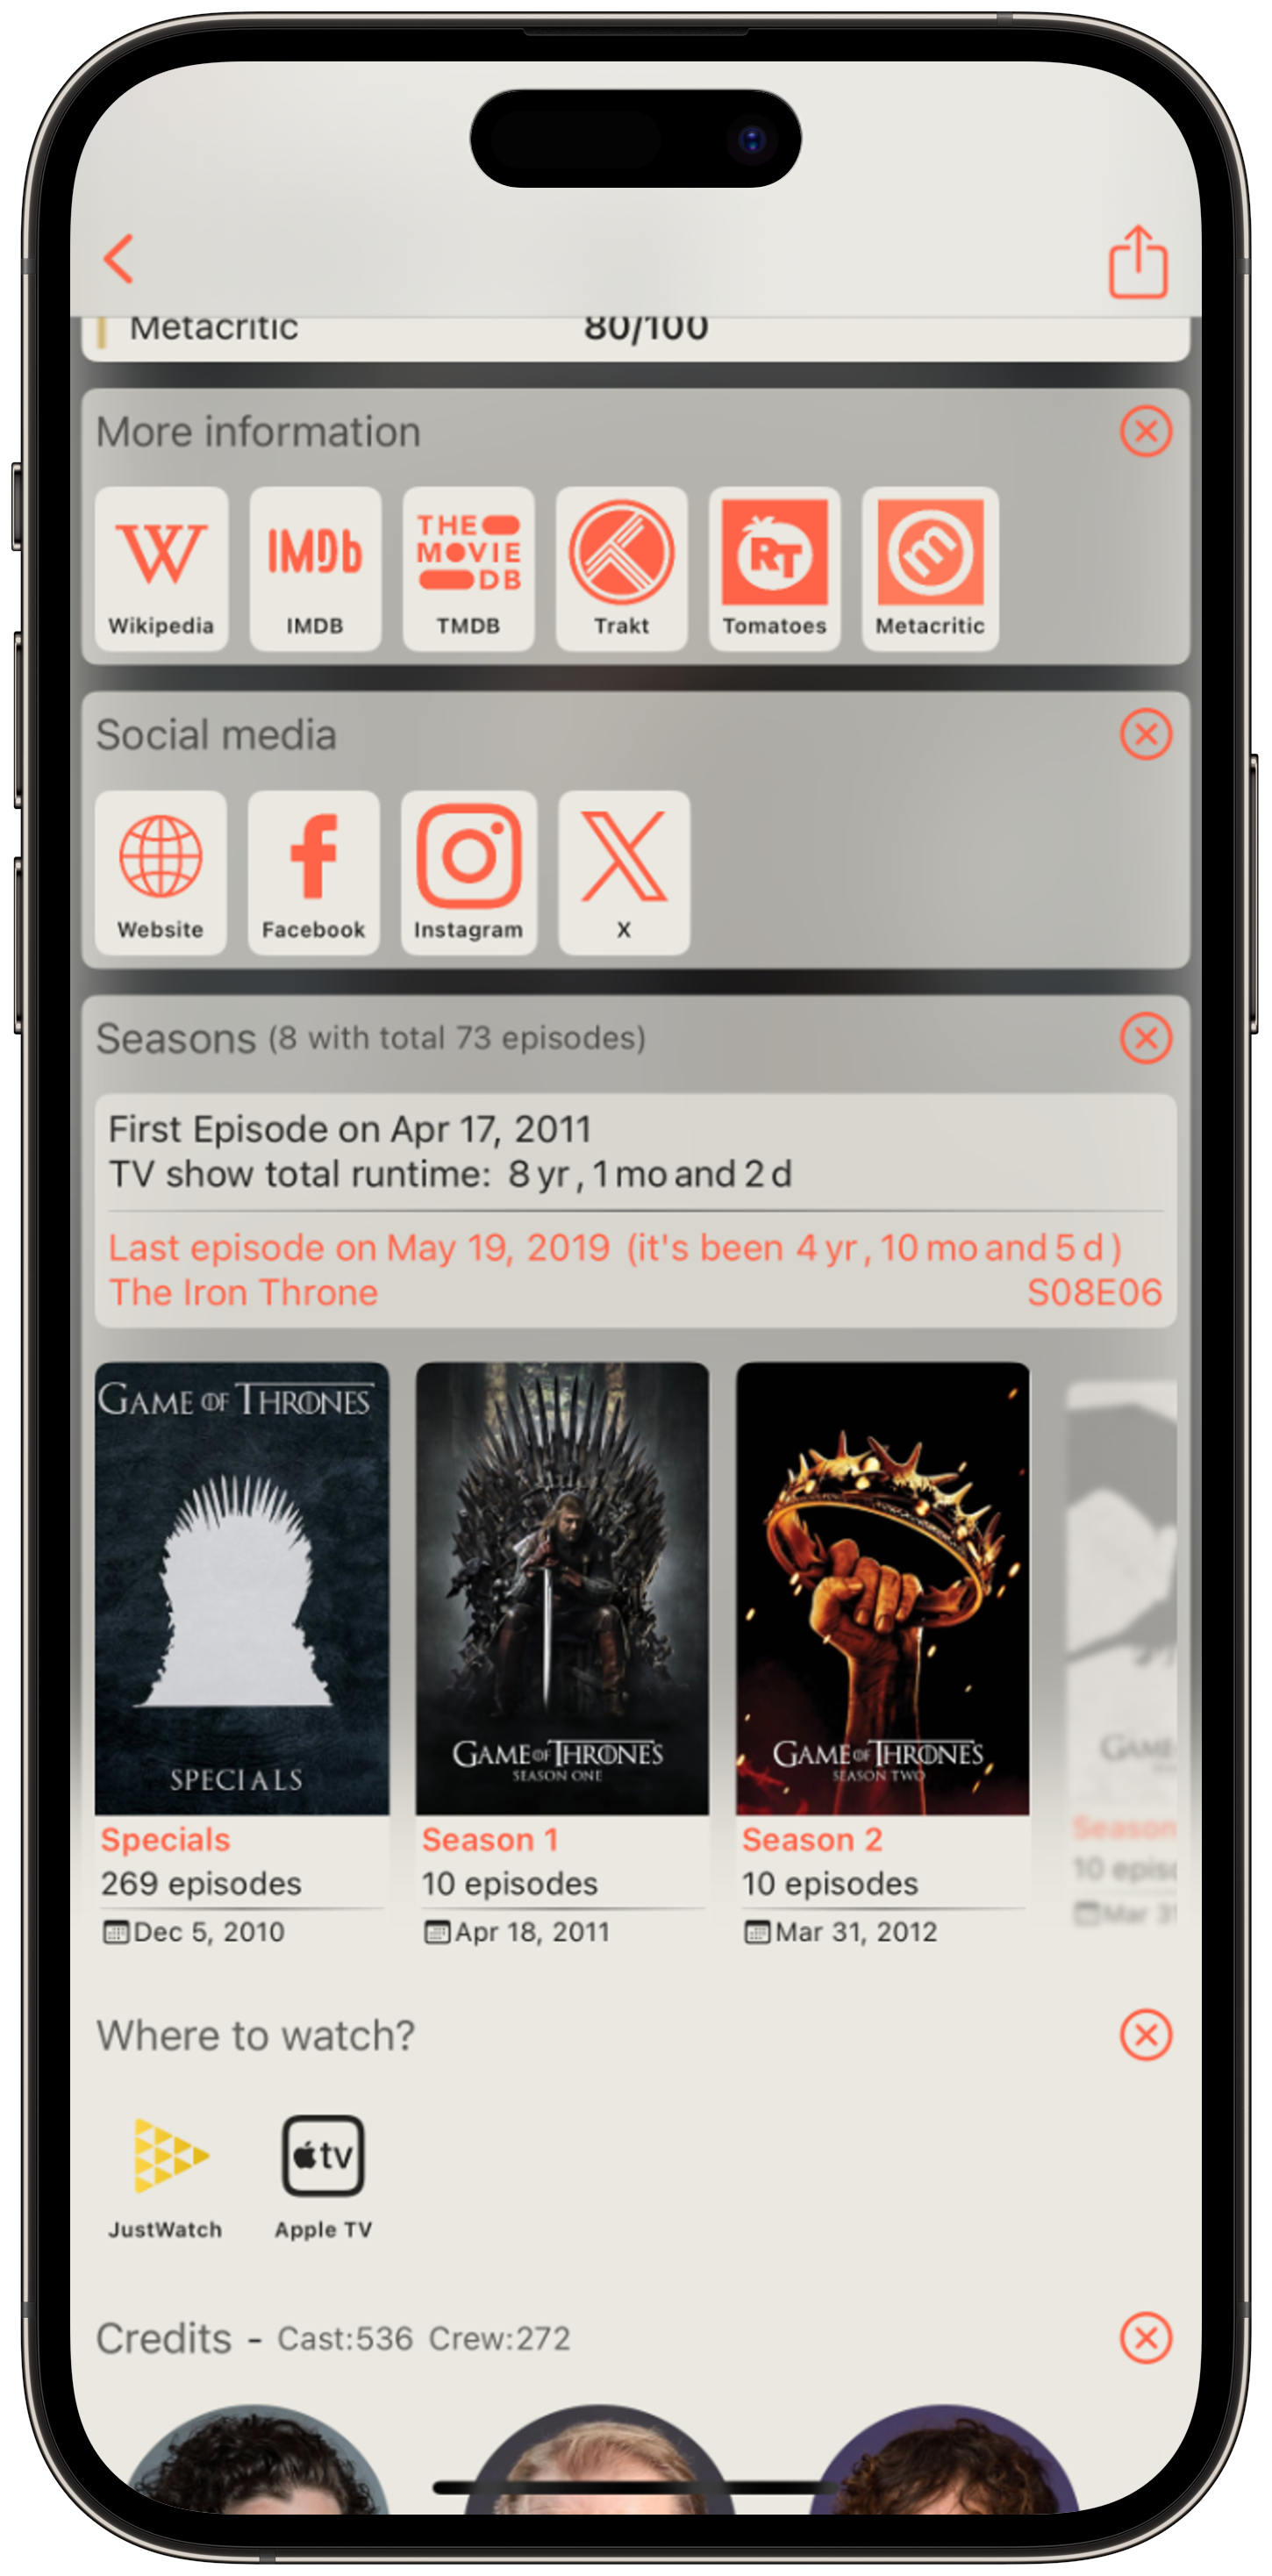 Metacritic 80/100
More information
W IMDb THE MOVIE DB RT m
Wikipedia IMDB TMDB Trakt Tomatoes Metacritic
Social media
f X
Website Facebook Instagram X
Seasons (8 with total 73 episodes)
First Episode on Apr 17, 2011
TV show total runtime: 8 yr, 1 mo and 2 d
Last episode on May 19, 2019 (it's been 4 yr, 10 mo and 5 d)
The Iron Throne S08E06
GAME OF THRONES
SPECIALS
GAME OF THRONES
SEASON ONE
GAME OF THRONES
SEASON TWO
GAME
Specials Season 1 Season 2 Season
269 episodes 10 episodes 10 episodes 10
Dec 5, 2010 Apr 18, 2011 Mar 31, 2012 Mar
Where to watch?
tv
JustWatch Apple TV
Credits - Cast:536 Crew:272